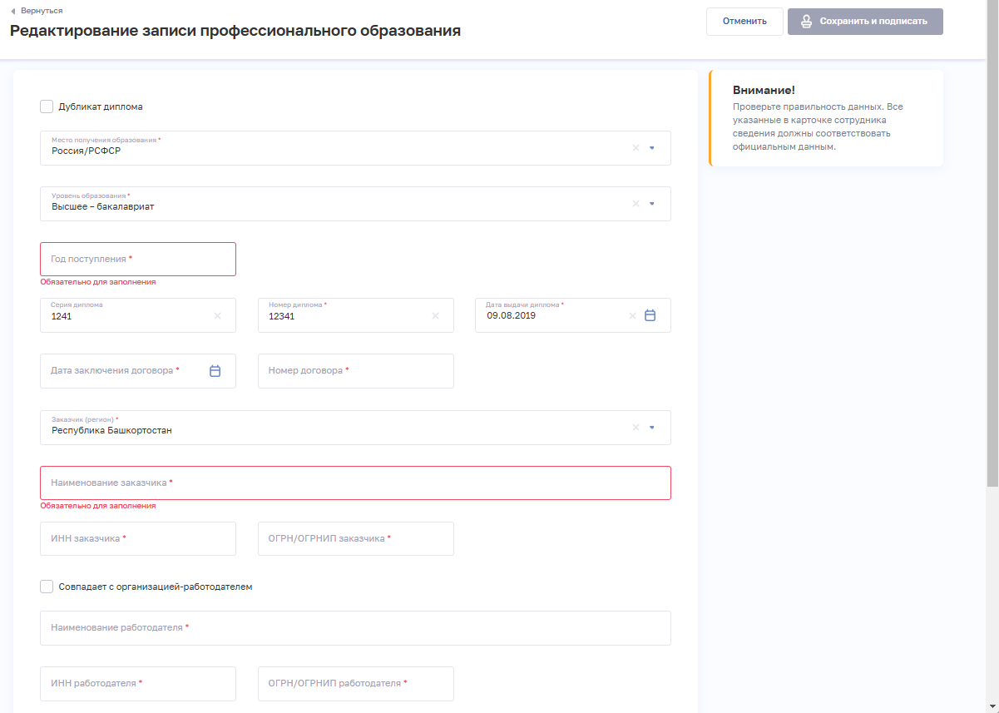 Вернуться
Редактирование записи профессионального образования
Отменить
Сохранить и подписать
Внимание!
Проверьте правильность данных. Все
указанные в карточке сотрудника
сведения должны соответствовать
официальным данным.
Дубликат диплома
Место получения образования *
Россия/РСФСР
Уровень образования *
Высшее – бакалавриат
Год поступления *
Обязательно для заполнения
Серия диплома
1241
Номер диплома *
12341
Дата выдачи диплома *
09.08.2019
Дата заключения договора *
Номер договора *
Заказчик (регион) *
Республика Башкортостан
Наименование заказчика *
Обязательно для заполнения
ИНН заказчика *
ОГРН/ОГРНИП заказчика *
Совпадает с организацией-работодателем
Наименование работодателя *
ИНН работодателя *
ОГРН/ОГРНИП работодателя *